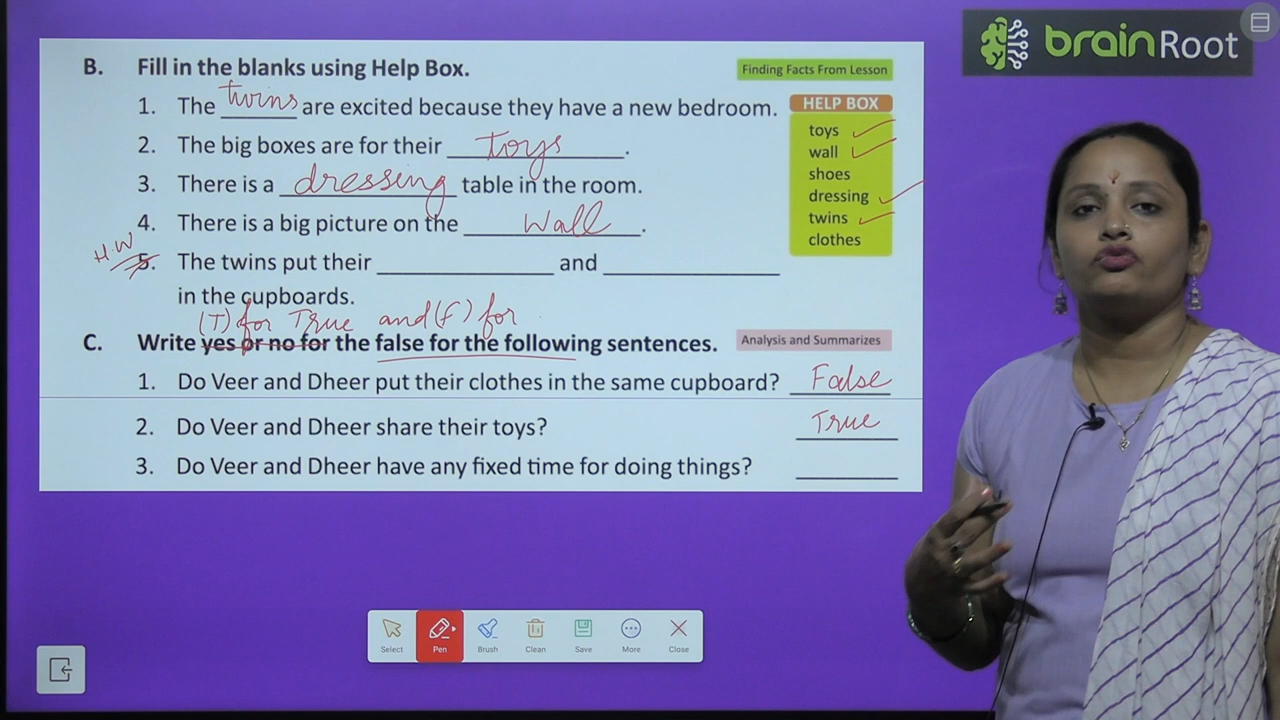 brainRoot
B. Fill in the blanks using Help Box.
Finding Facts From Lesson
1. The twins are excited because they have a new bedroom.
2. The big boxes are for their toys.
3. There is a dressing table in the room.
4. There is a big picture on the wall.
H.W
5. The twins put their ____________ and ____________
in the cupboards.
HELP BOX
toys
wall
shoes
dressing
twins
clothes
(T) for True and (F) for
C. Write yes or no for the false for the following sentences.
Analysis and Summarizes
1. Do Veer and Dheer put their clothes in the same cupboard? False
2. Do Veer and Dheer share their toys? True
3. Do Veer and Dheer have any fixed time for doing things? ________
Select Pen Brush Clean Save More Close